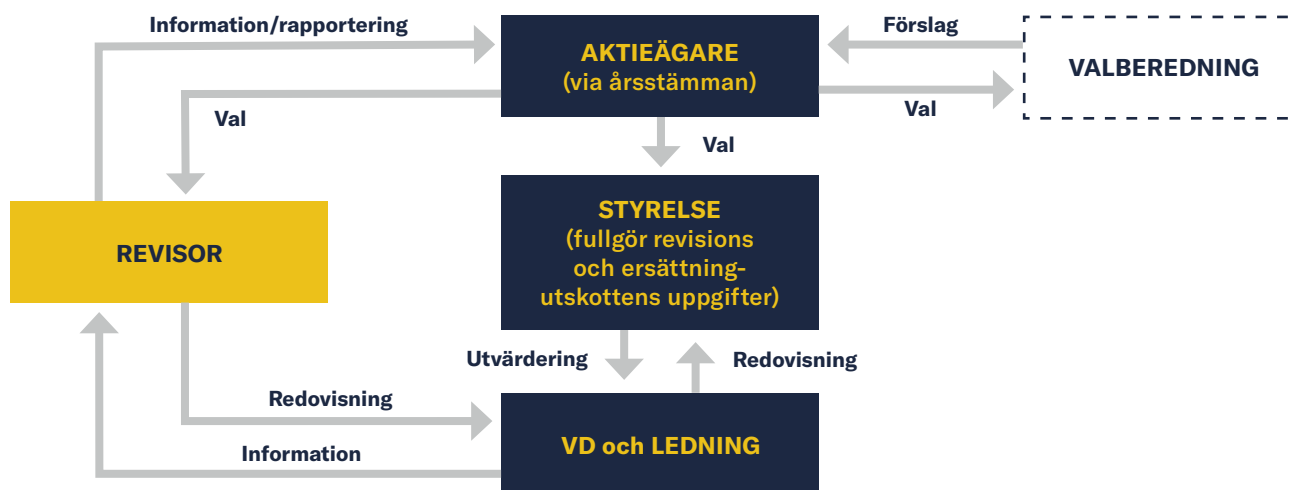 Information/rapportering
Förslag
AKTIEÄGARE
(via årsstämman)
VALBEREDNING
Val
Val
Val
STYRELSE
(fullgör revisions
och ersättning-
utskottens uppgifter)
REVISOR
Utvärdering
Redovisning
Redovisning
VD och LEDNING
Information